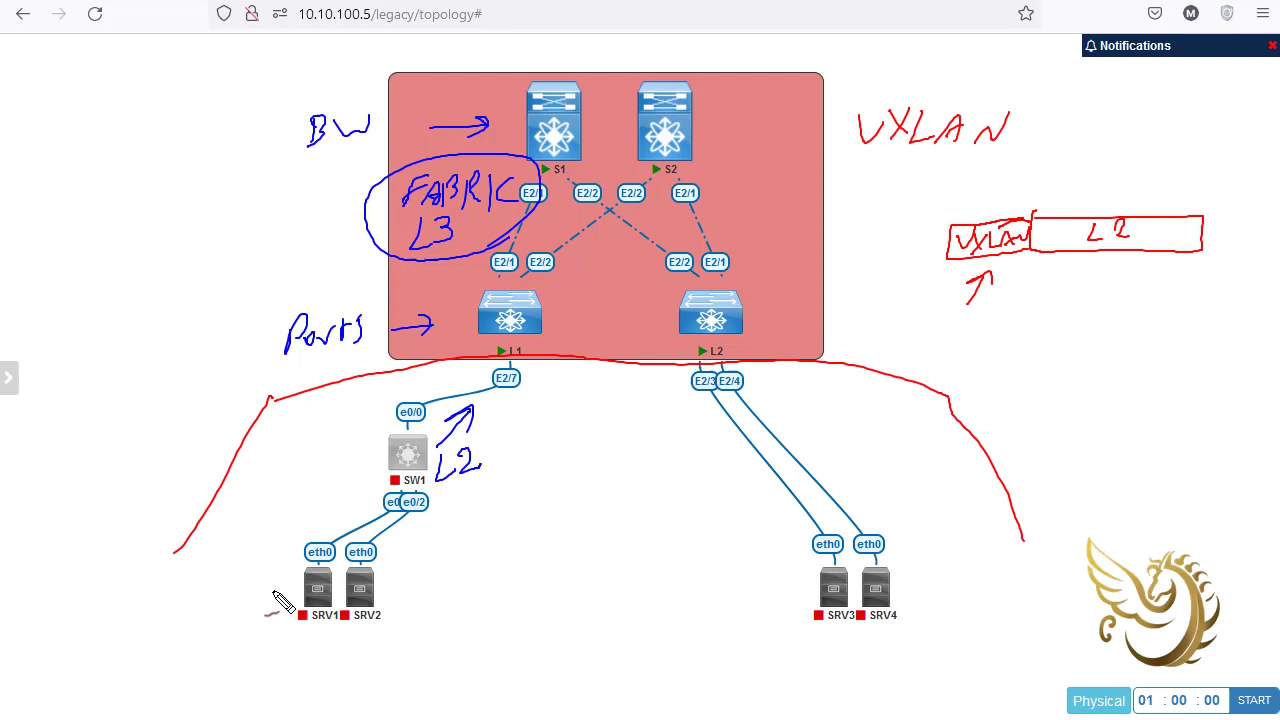 10.10.100.5/legacy/topology#
M
Notifications
BW
S1
S2
VXLAN
FABRIC
L3
E2/1
E2/2
E2/2
E2/1
VXLAN
L2
E2/1
E2/2
E2/2
E2/1
Ports
L1
L2
E2/7
E2/3
E2/4
e0/0
L2
SW1
e0/2
eth0
eth0
eth0
eth0
SRV1
SRV2
SRV3
SRV4
Physical
01 : 00 : 00
START